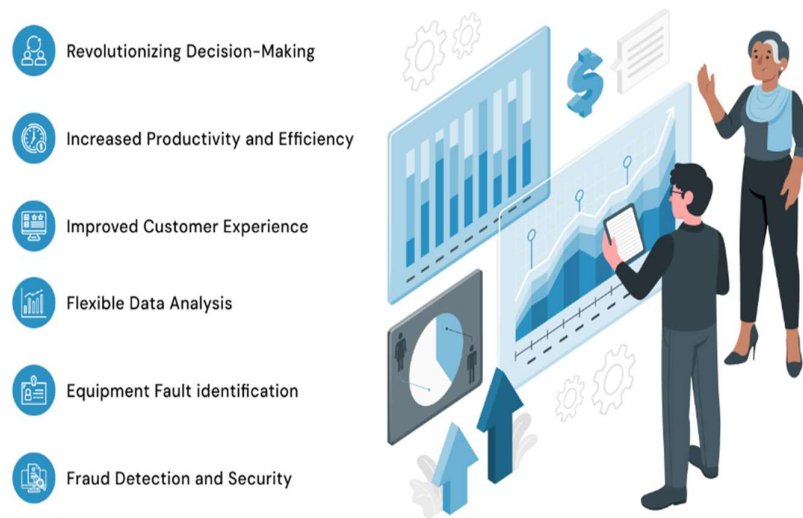 Revolutionizing Decision-Making
Increased Productivity and Efficiency
Improved Customer Experience
Flexible Data Analysis
Equipment Fault identification
Fraud Detection and Security